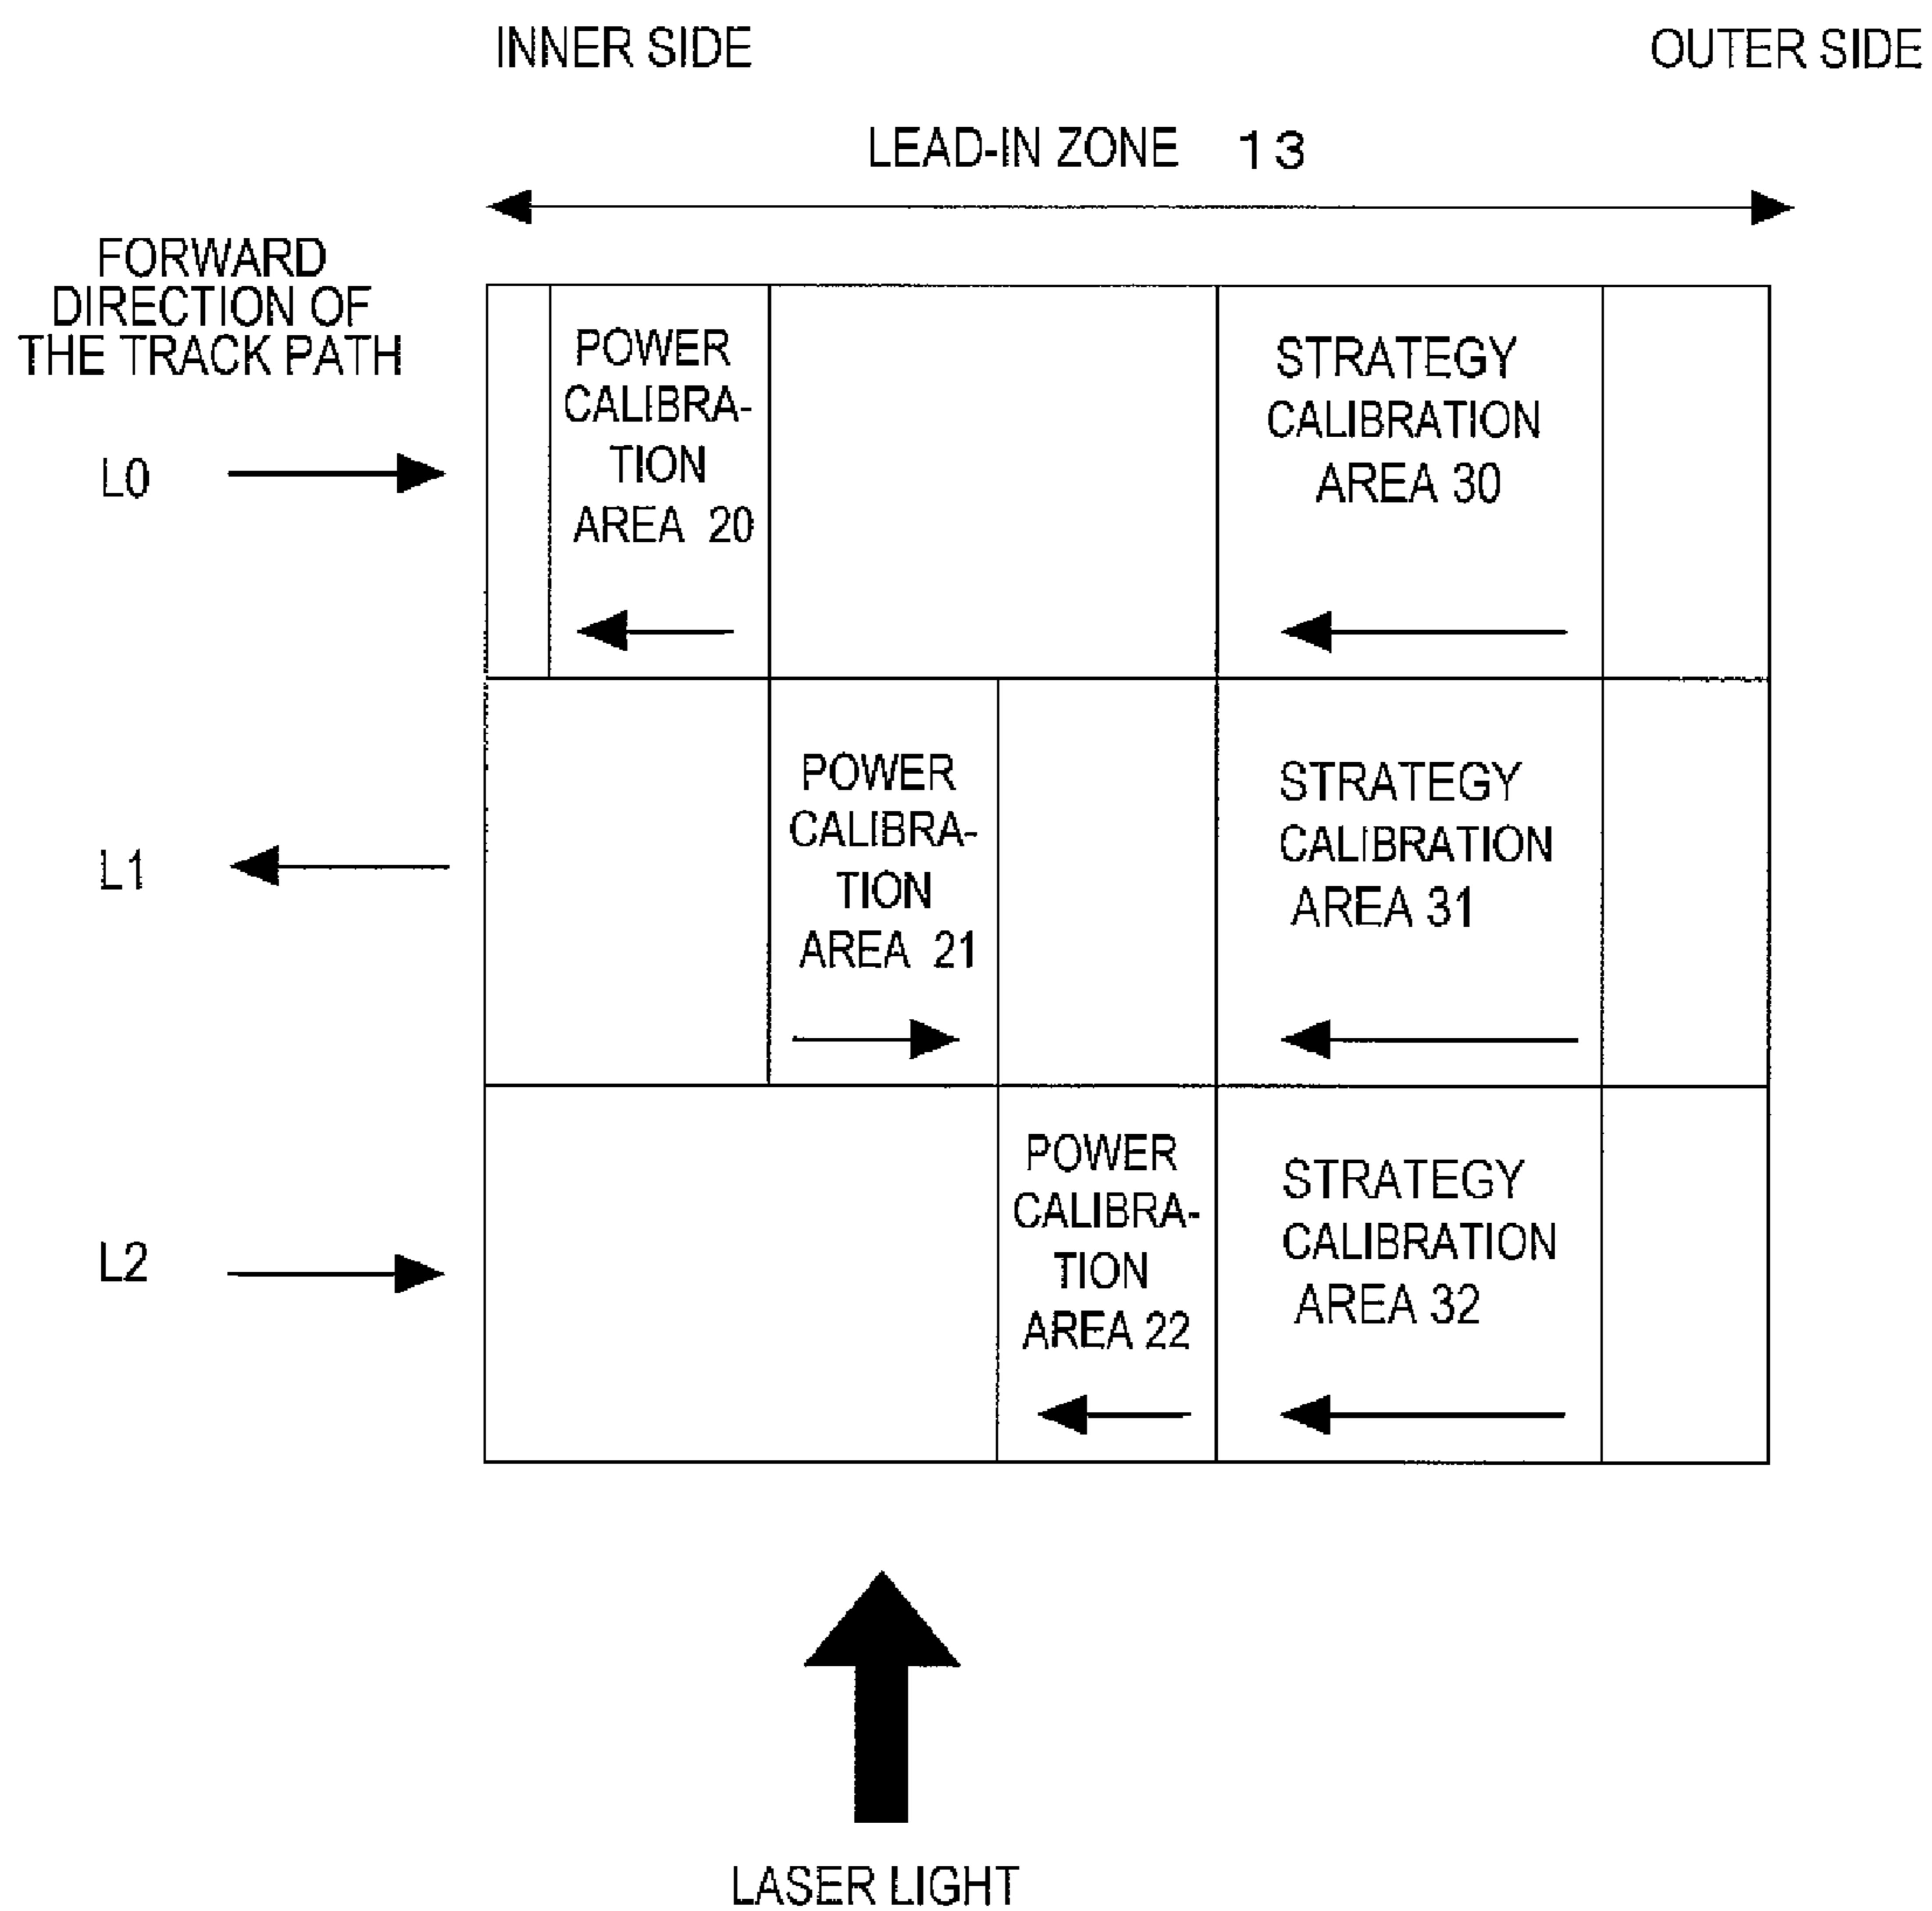 INNER SIDE
OUTER SIDE
LEAD-IN ZONE 13
FORWARD
DIRECTION OF
THE TRACK PATH
L0
POWER
CALIBRA-
TION
AREA 20
STRATEGY
CALIBRATION
AREA 30
L1
POWER
CALIBRA-
TION
AREA 21
STRATEGY
CALIBRATION
AREA 31
L2
POWER
CALIBRA-
TION
AREA 22
STRATEGY
CALIBRATION
AREA 32
LASER LIGHT